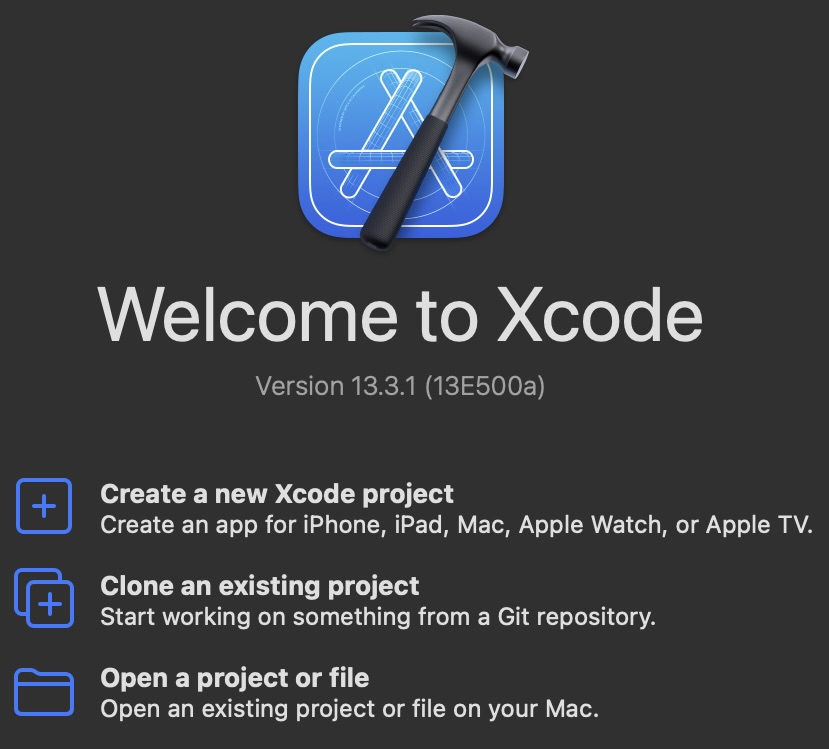 Welcome to Xcode
Version 13.3.1 (13E500a)
Create a new Xcode project
Create an app for iPhone, iPad, Mac, Apple Watch, or Apple TV.
Clone an existing project
Start working on something from a Git repository.
Open a project or file
Open an existing project or file on your Mac.